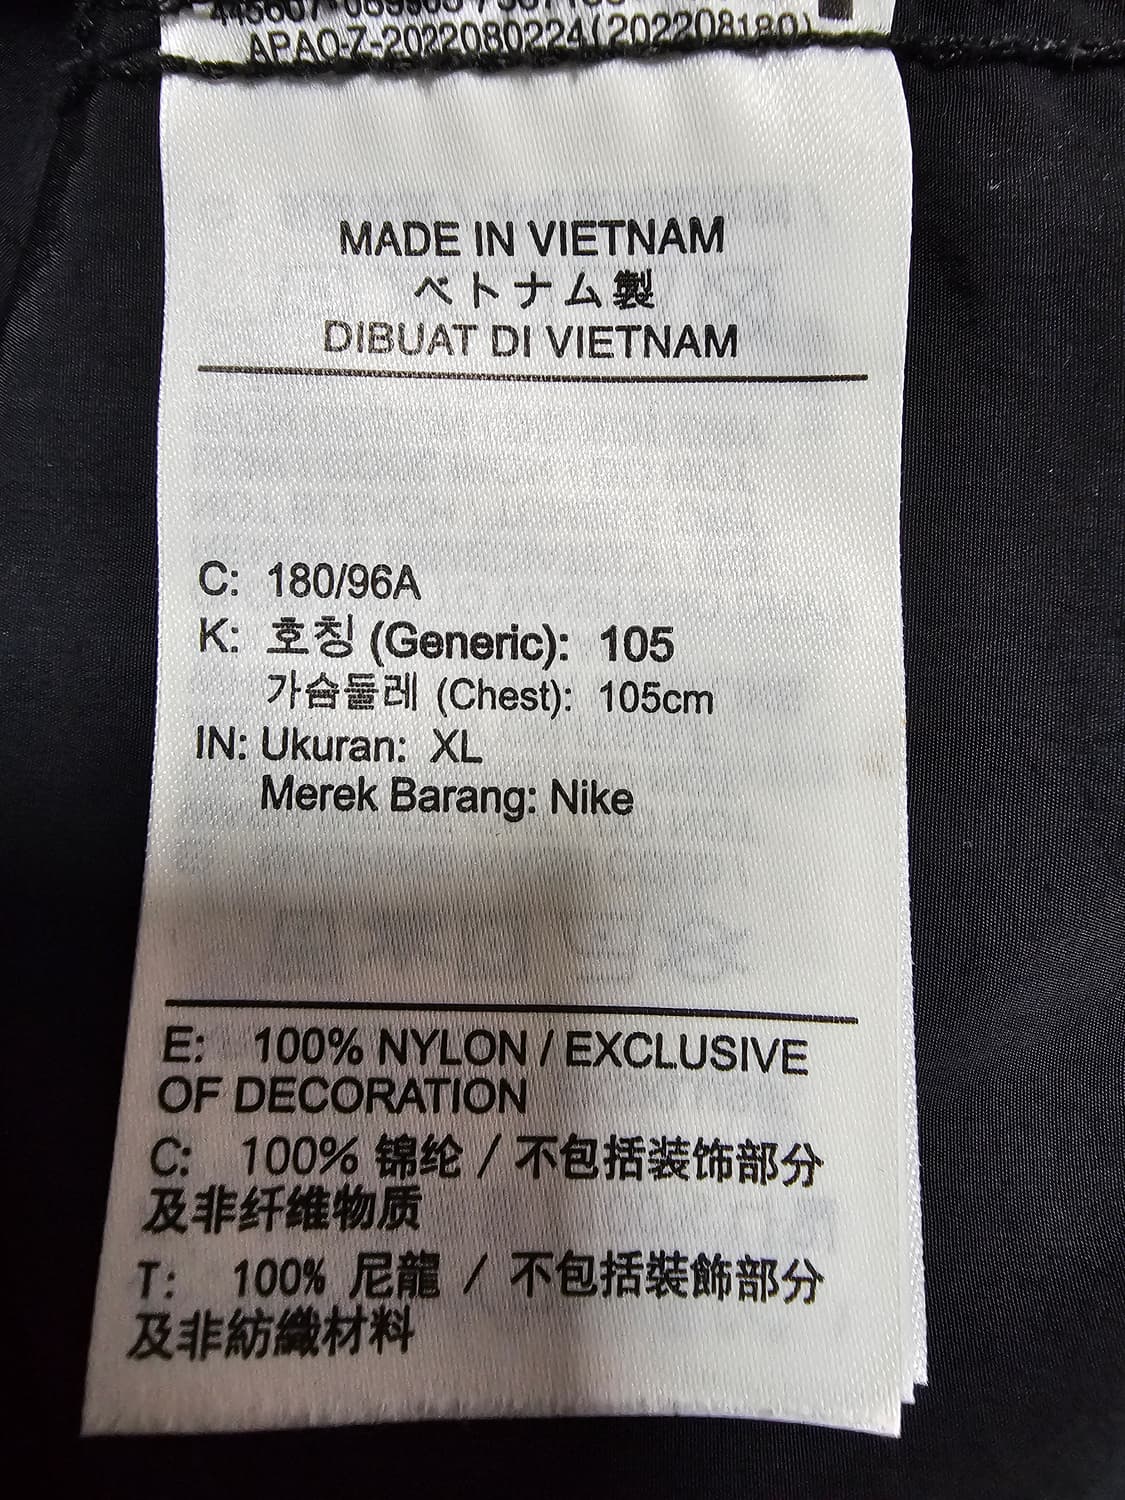 APAO-Z-2022080224(202208180)
MADE IN VIETNAM
ベトナム製
DIBUAT DI VIETNAM
C: 180/96A
K: 호칭 (Generic): 105
가슴둘레 (Chest): 105cm
IN: Ukuran: XL
Merek Barang: Nike
E: 100% NYLON / EXCLUSIVE
OF DECORATION
C: 100% 锦纶 / 不包括装饰部分
及非纤维物质
T: 100% 尼龍 / 不包括裝飾部分
及非紡織材料